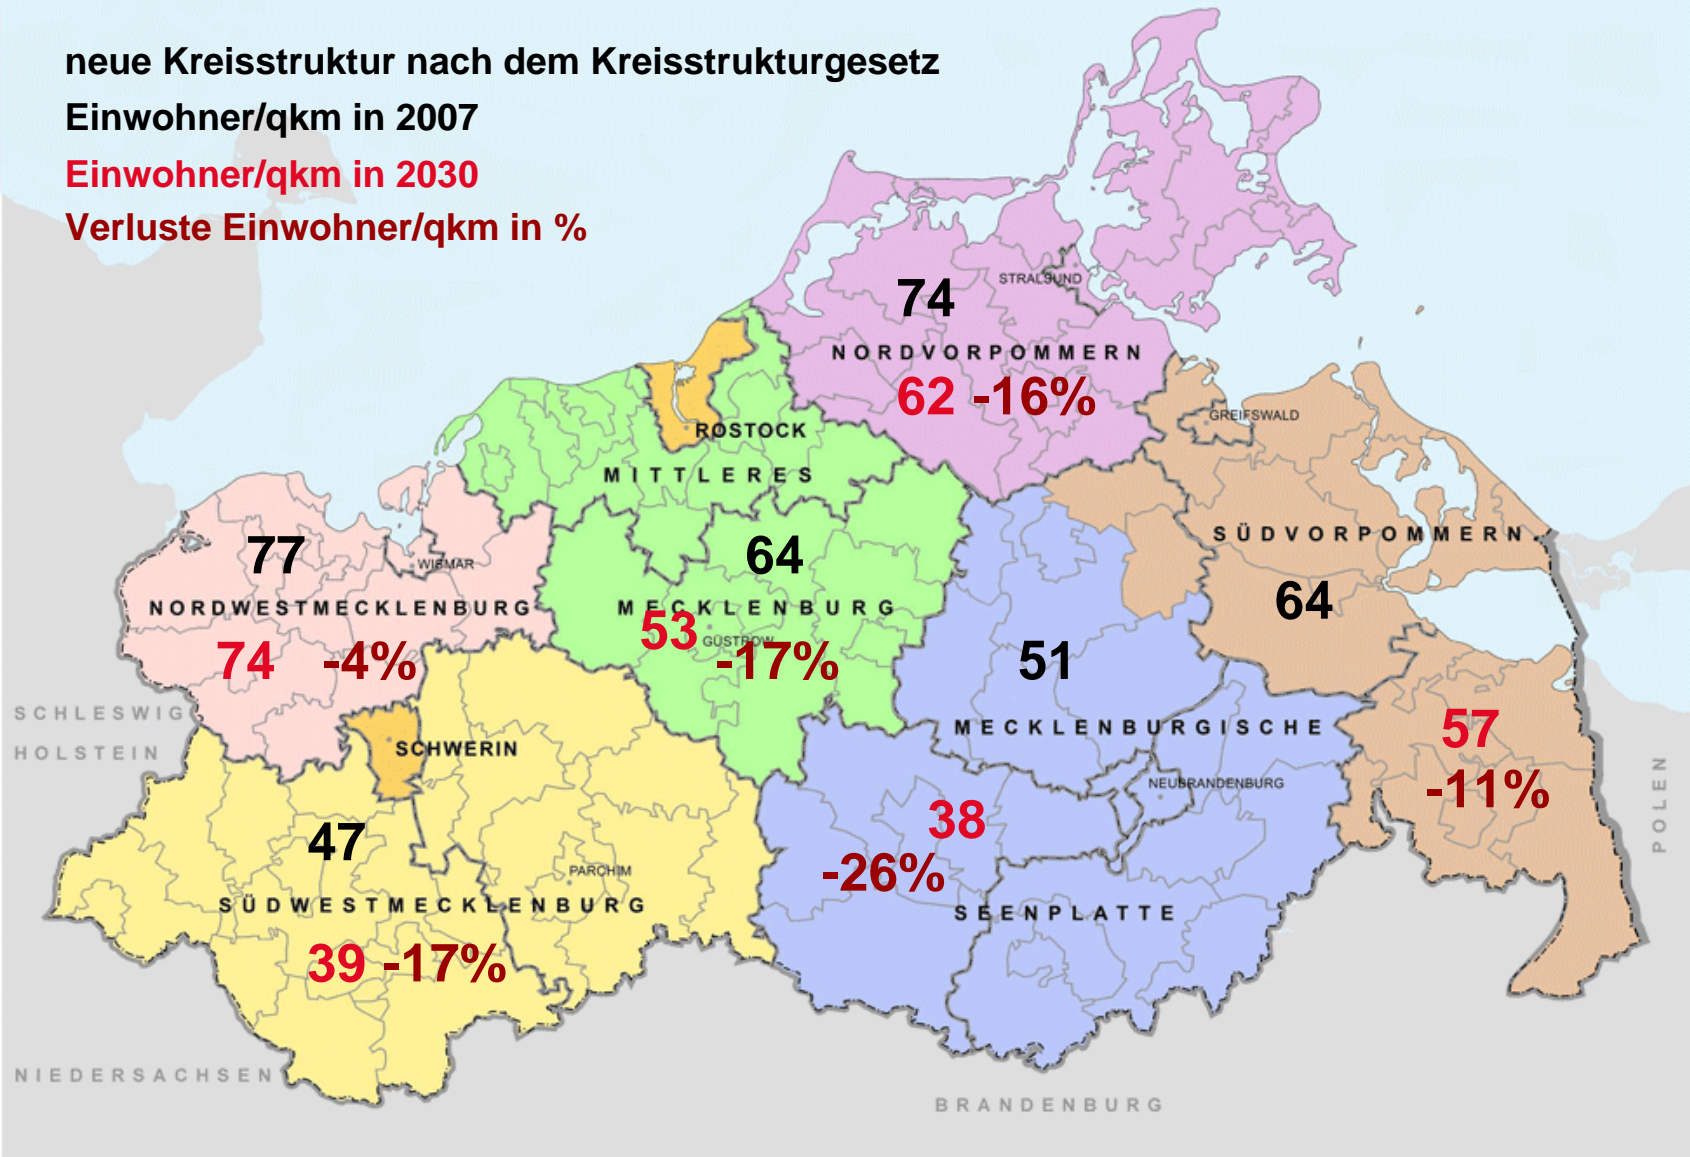 neue Kreisstruktur nach dem Kreisstrukturgesetz
Einwohner/qkm in 2007
Einwohner/qkm in 2030
Verluste Einwohner/qkm in %
STRALSUND
74
NORDVORPOMMERN
62 -16%
GREIFSWALD
ROSTOCK
MITTLERES
SÜDVORPOMMERN
77
64
WISMAR
NORDWESTMECKLENBURG
MECKLENBURG
64
53
GÜSTROW
74 -4%
-17%
51
SCHLESWIG
HOLSTEIN
MECKLENBURGISCHE
57
SCHWERIN
NEUBRANDENBURG
-11%
POLEN
38
47
PARCHIM
-26%
SÜDWESTMECKLENBURG
SEENPLATTE
39 -17%
NIEDERSACHSEN
BRANDENBURG